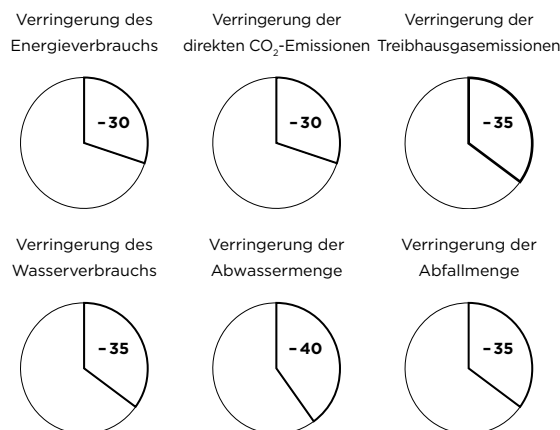 Verringerung des
Energieverbrauchs
– 30
Verringerung der
direkten CO₂-Emissionen
– 30
Verringerung der
Treibhausgasemissionen
– 35
Verringerung des
Wasserverbrauchs
– 35
Verringerung der
Abwassermenge
– 40
Verringerung der
Abfallmenge
– 35